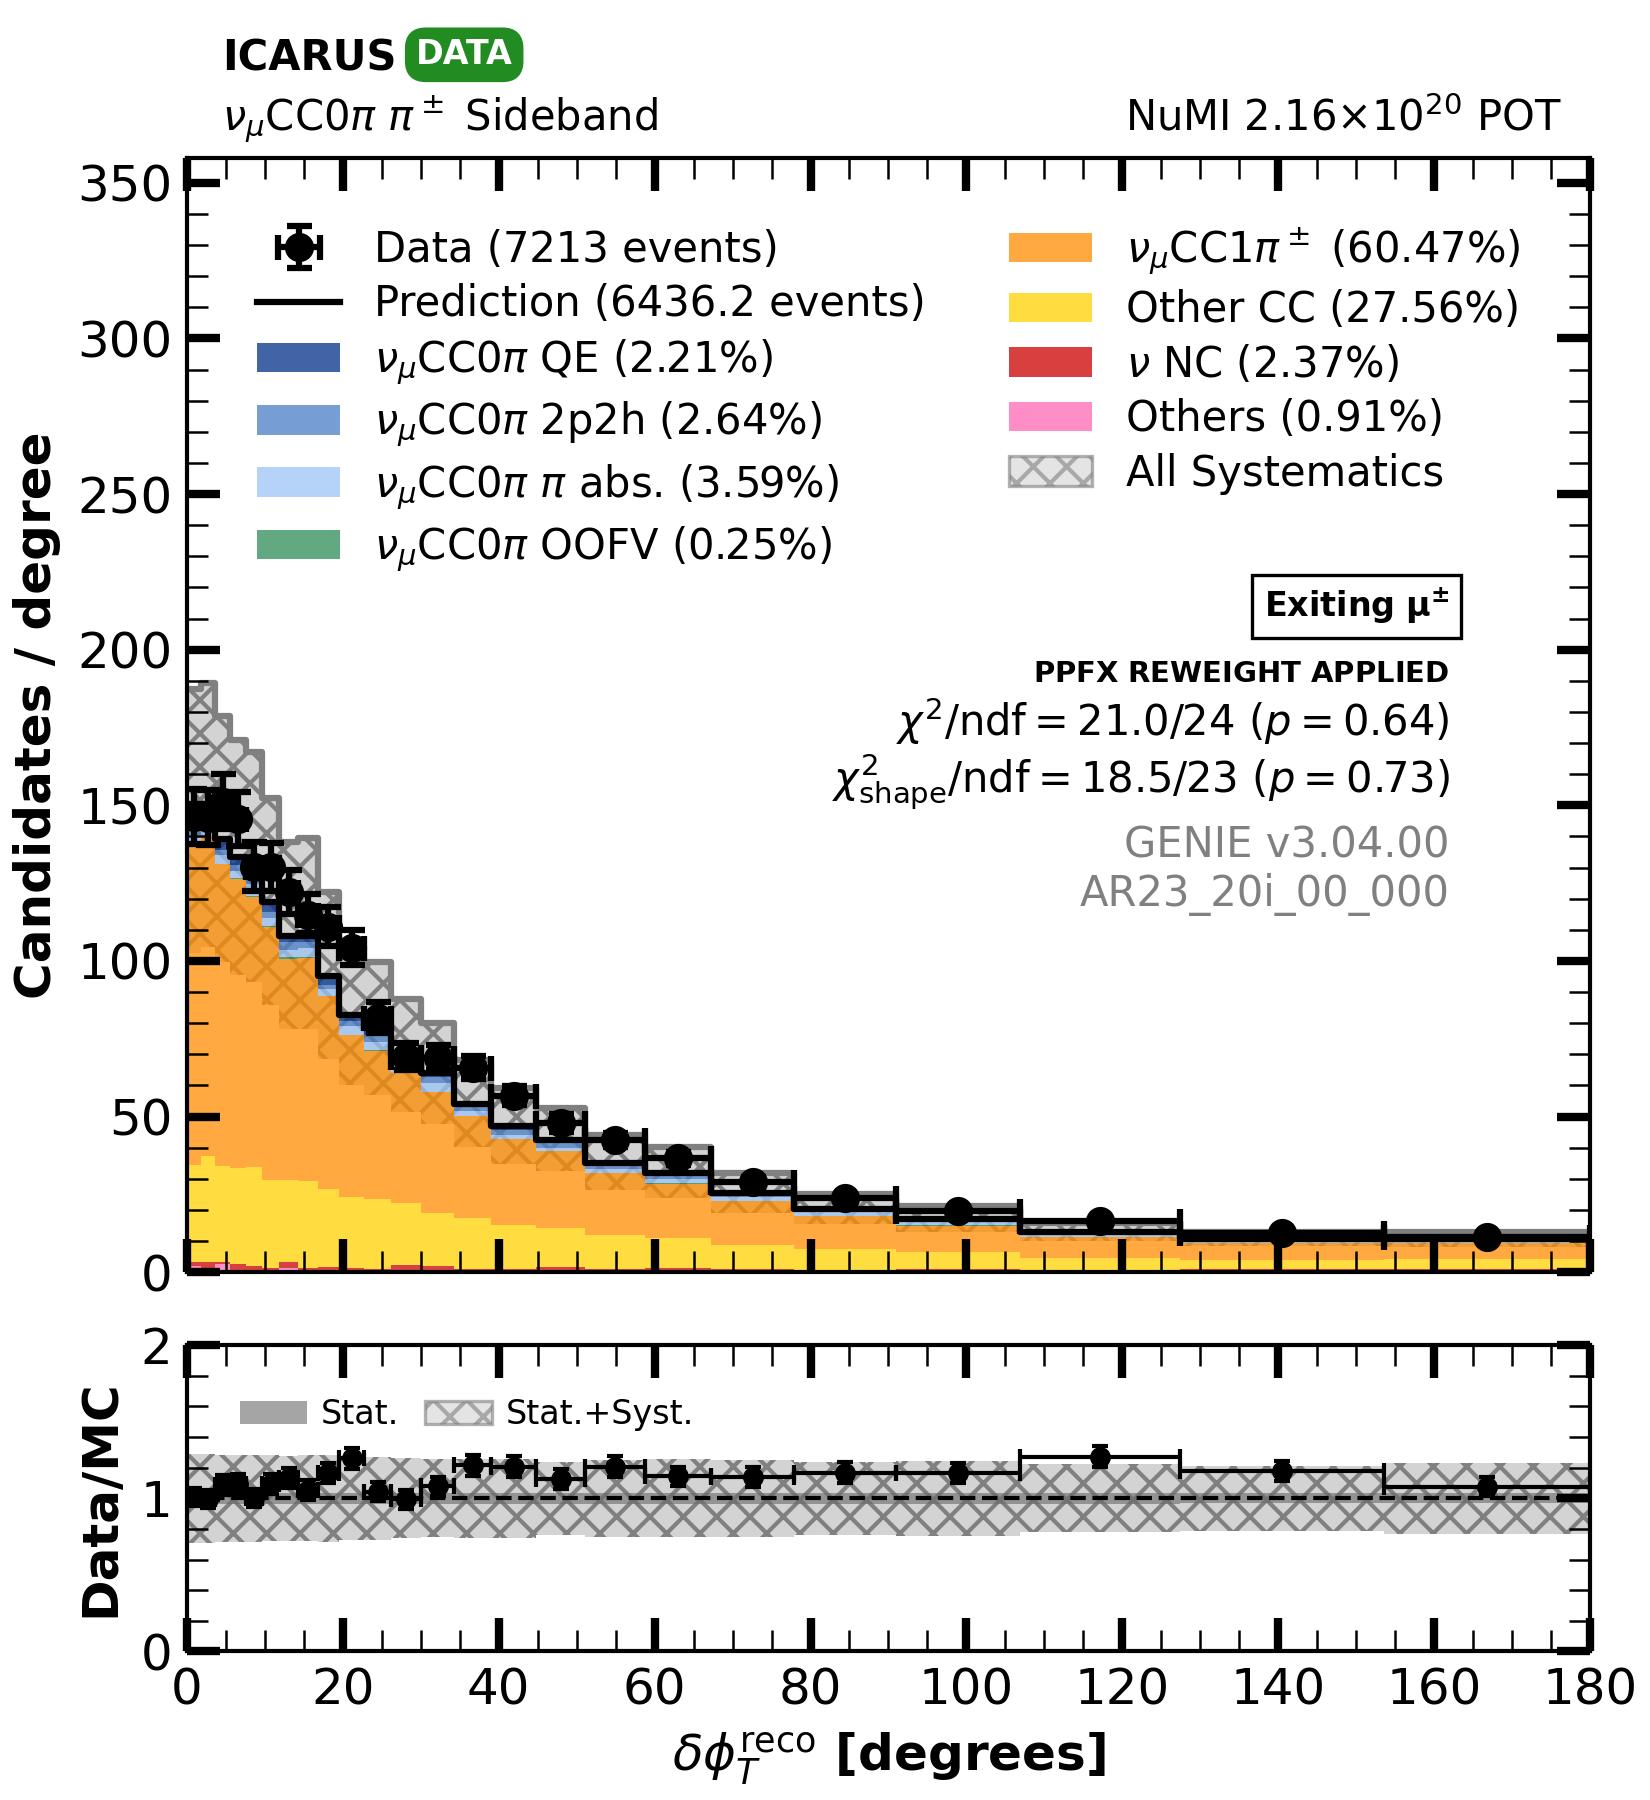 ICARUS DATA
νμCC0π π± Sideband
NuMI 2.16×10²⁰ POT
350
300
250
200
150
100
50
0
Candidates / degree
Data (7213 events)
Prediction (6436.2 events)
νμCC0π QE (2.21%)
νμCC0π 2p2h (2.64%)
νμCC0π π abs. (3.59%)
νμCC0π OOFV (0.25%)
νμCC1π± (60.47%)
Other CC (27.56%)
ν NC (2.37%)
Others (0.91%)
All Systematics
Exiting μ±
PPFX REWEIGHT APPLIED
χ²/ndf = 21.0/24 (p = 0.64)
χ²shape/ndf = 18.5/23 (p = 0.73)
GENIE v3.04.00
AR23_20i_00_000
2
1
0
Data/MC
Stat.
Stat.+Syst.
0 20 40 60 80 100 120 140 160 180
δϕT reco [degrees]